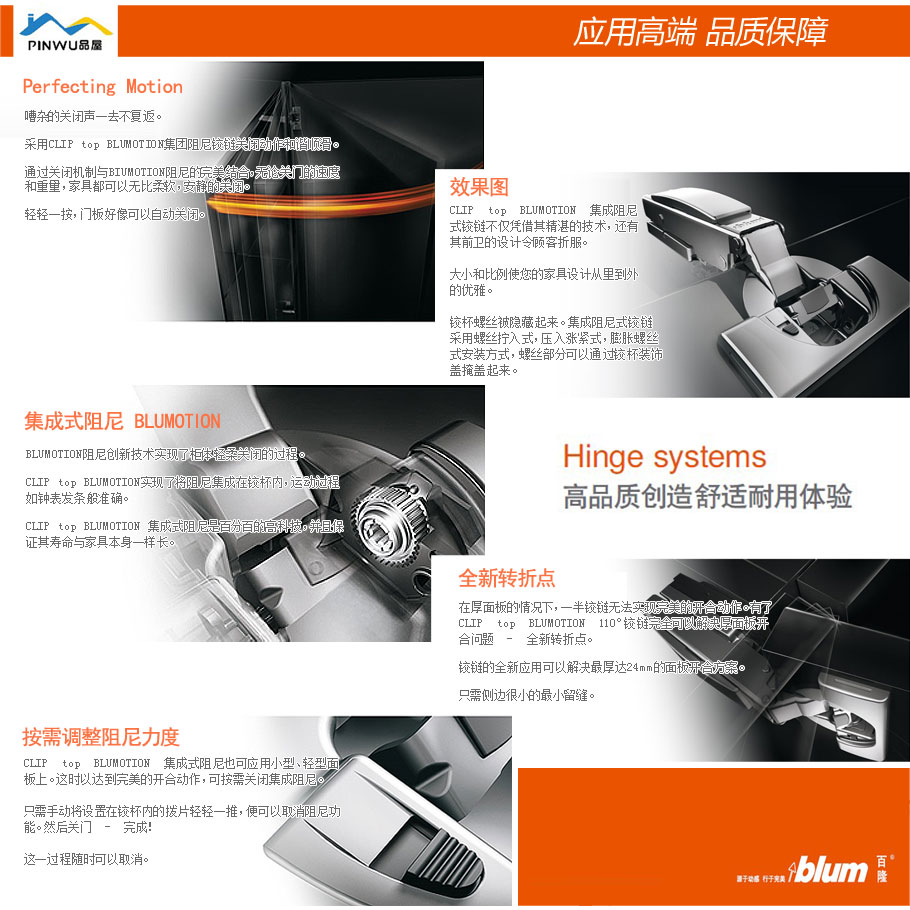 PINWU品屋
应用高端 品质保障
Perfecting Motion
嘈杂的关闭声一去不复返。
采用CLIP top BLUMOTION集团阻尼铰链关闭动作和谐顺滑。
通过关闭机制与BIUMOTION阻尼的完美结合,无论关门的速度
和重量,家具都可以无比柔软,安静的关闭。
轻轻一按,门板好像可以自动关闭。
效果图
CLIP top BLUMOTION 集成阻尼
式铰链不仅凭借其精湛的技术,还有
其前卫的设计令顾客折服。
大小和比例使您的家具设计从里到外
的优雅。
铰杯螺丝被隐藏起来。集成阻尼式铰链
采用螺丝拧入式,压入涨紧式,膨胀螺丝
式安装方式,螺丝部分可以通过铰杯装饰
盖掩盖起来。
集成式阻尼 BLUMOTION
BLUMOTION阻尼创新技术实现了柜体轻柔关闭的过程。
CLIP top BLUMOTION实现了将阻尼集成在铰杯内,运动过程
如钟表发条般准确。
CLIP top BLUMOTION 集成式阻尼是百分百的高科技,并且保
证其寿命与家具本身一样长。
Hinge systems
高品质创造舒适耐用体验
全新转折点
在厚面板的情况下,一半铰链无法实现完美的开合动作。有了
CLIP top BLUMOTION 110°铰链完全可以解决厚面板开
合问题 - 全新转折点。
铰链的全新应用可以解决最厚达24mm的面板开合方案。
只需侧边很小的最小留缝。
按需调整阻尼力度
CLIP top BLUMOTION 集成式阻尼也可应用小型、轻型面
板上。这时以达到完美的开合动作,可按需关闭集成阻尼。
只需手动将设置在铰杯内的拨片轻轻一推,便可以取消阻尼功
能。然后关门 - 完成!
这一过程随时可以取消。
源于动感 行于完美 blum 百隆®